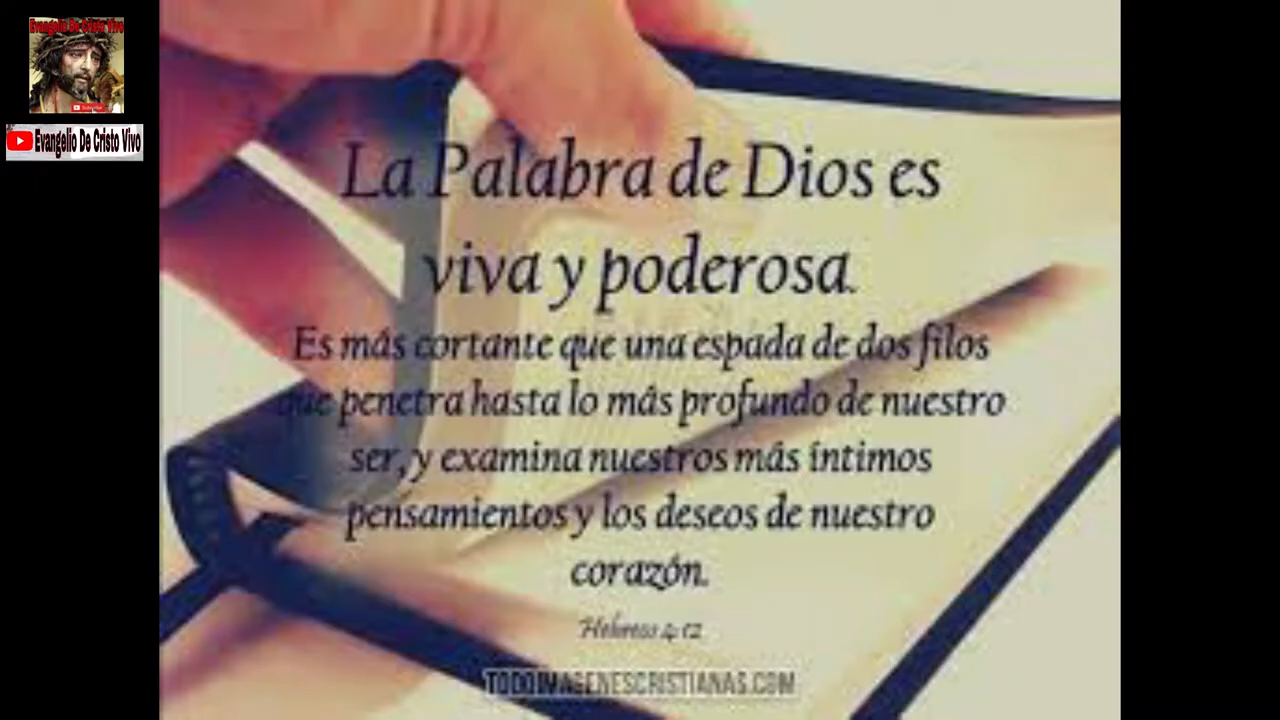 Evangelio De Cristo Vivo
Evangelio De Cristo Vivo
La Palabra de Dios es
viva y poderosa.
Es más cortante que una espada de dos filos
que penetra hasta lo más profundo de nuestro
ser, y examina nuestros más íntimos
pensamientos y los deseos de nuestro
corazón.
Hebreos 4:12
TODOIMAGENESCRISTIANAS.COM